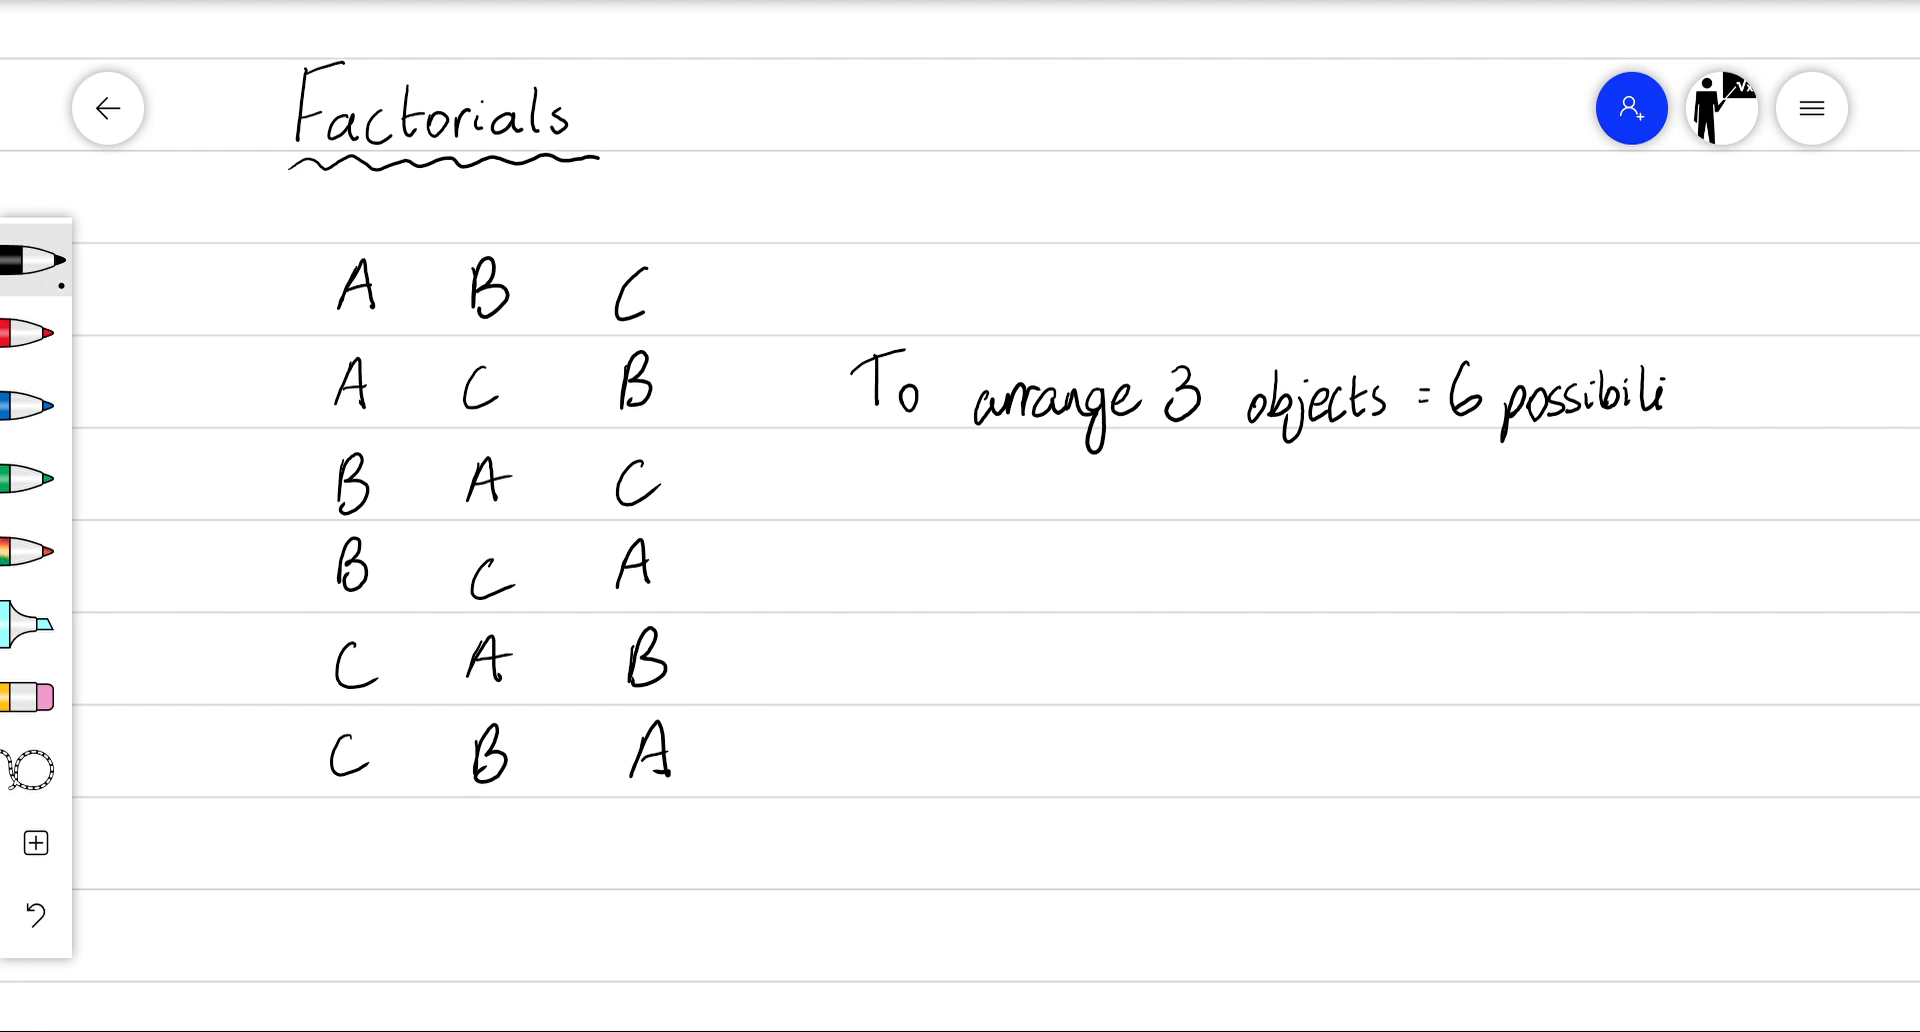 Factorials
A B C
A C B
To arrange 3 objects = 6 possibili
B A C
B C A
C A B
C B A